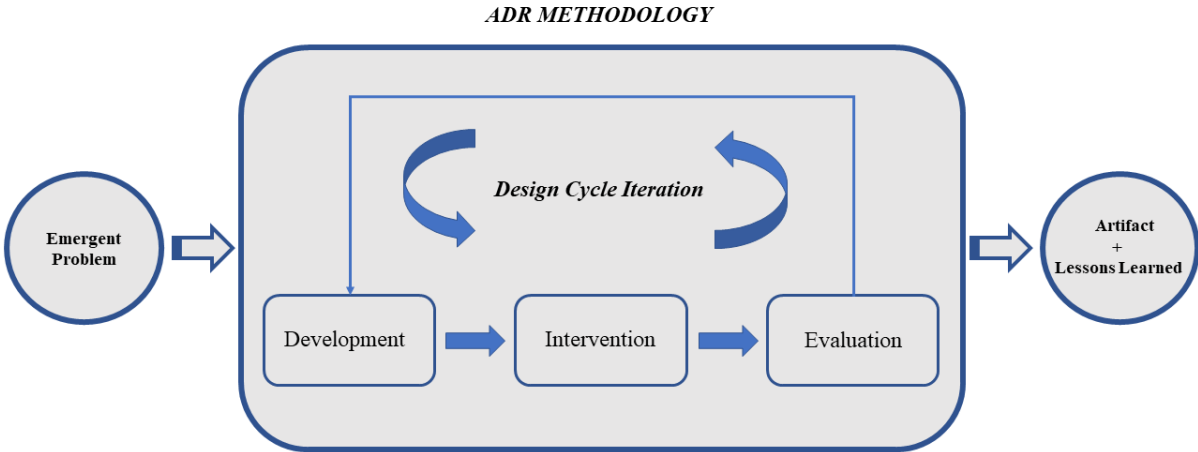 ADR METHODOLOGY
Design Cycle Iteration
Emergent
Problem
Artifact
+
Lessons Learned
Development
Intervention
Evaluation